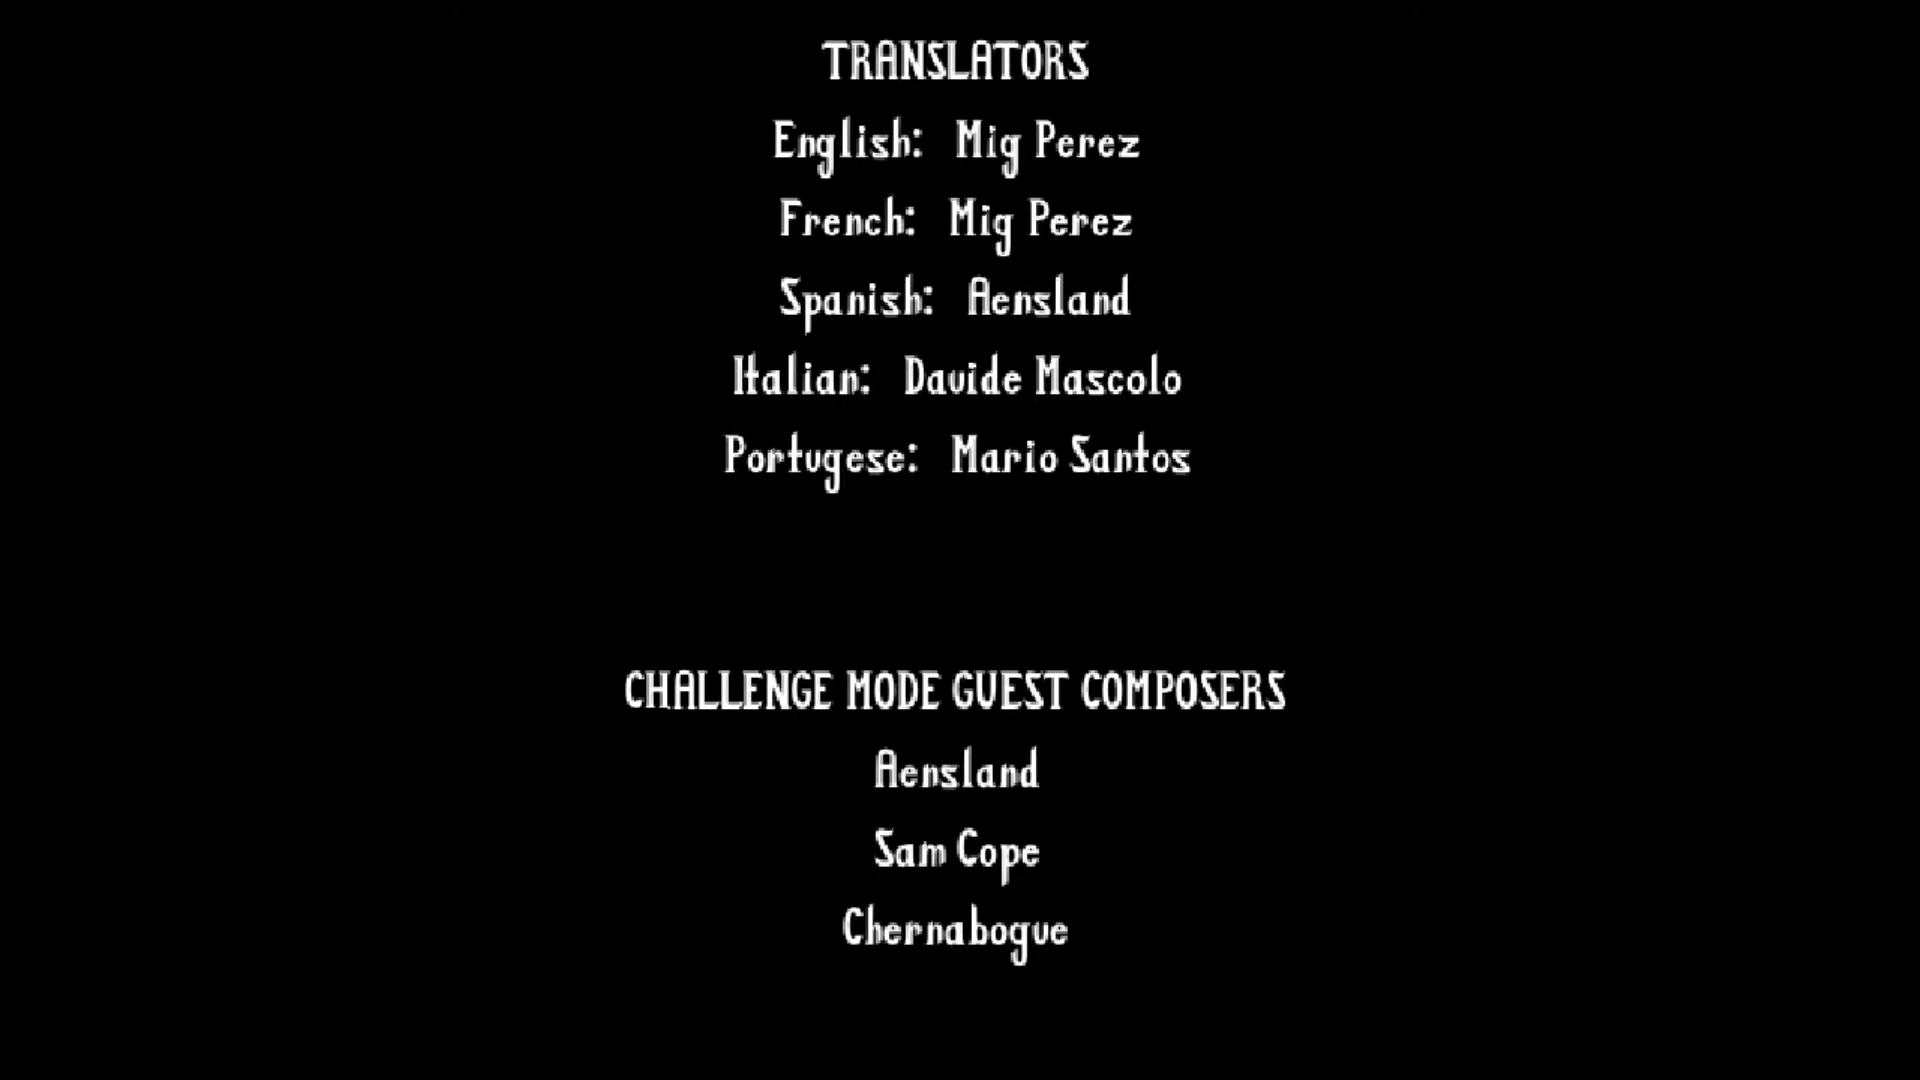 TRANSLATORS
English: Mig Perez
French: Mig Perez
Spanish: Aensland
Italian: Davide Mascolo
Portugese: Mario Santos
CHALLENGE MODE GUEST COMPOSERS
Aensland
Sam Cope
Chernabogue